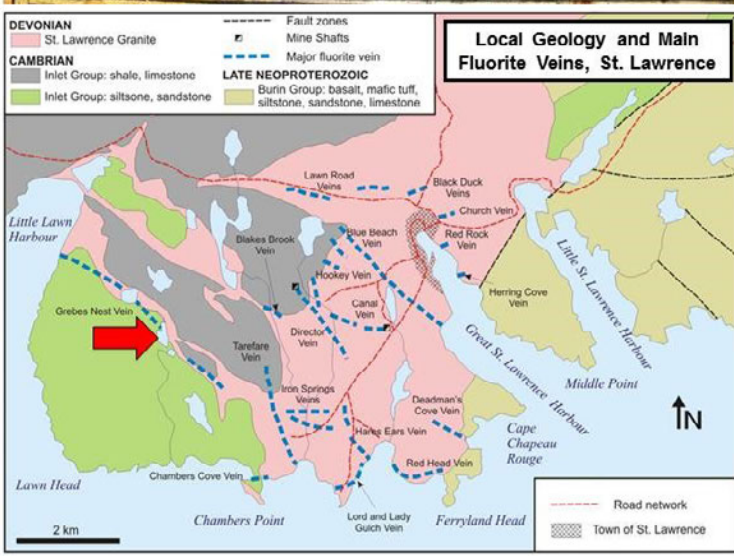 DEVONIAN
St. Lawrence Granite
CAMBRIAN
Inlet Group: shale, limestone
Inlet Group: siltsone, sandstone
Fault zones
Mine Shafts
Major fluorite vein
LATE NEOPROTEROZOIC
Burin Group: basalt, mafic tuff,
siltstone, sandstone, limestone
Local Geology and Main
Fluorite Veins, St. Lawrence
Lawn Road
Veins
Black Duck
Veins
Church Vein
Little Lawn
Harbour
Blakes Brook
Vein
Blue Beach
Vein
Red Rock
Vein
Hookey Vein
Herring Cove
Vein
Little St. Lawrence Harbour
Grebes Nest Vein
Canal
Vein
Director
Vein
Tarefare
Vein
Great St. Lawrence Harbour
Middle Point
Iron Springs
Veins
Deadman's
Cove Vein
Hares Ears Vein
Cape
Chapeau
Rouge
N
Chambers Cove Vein
Red Head Vein
Lawn Head
Chambers Point
Lord and Lady
Gulch Vein
Ferryland Head
2 km
Road network
Town of St. Lawrence